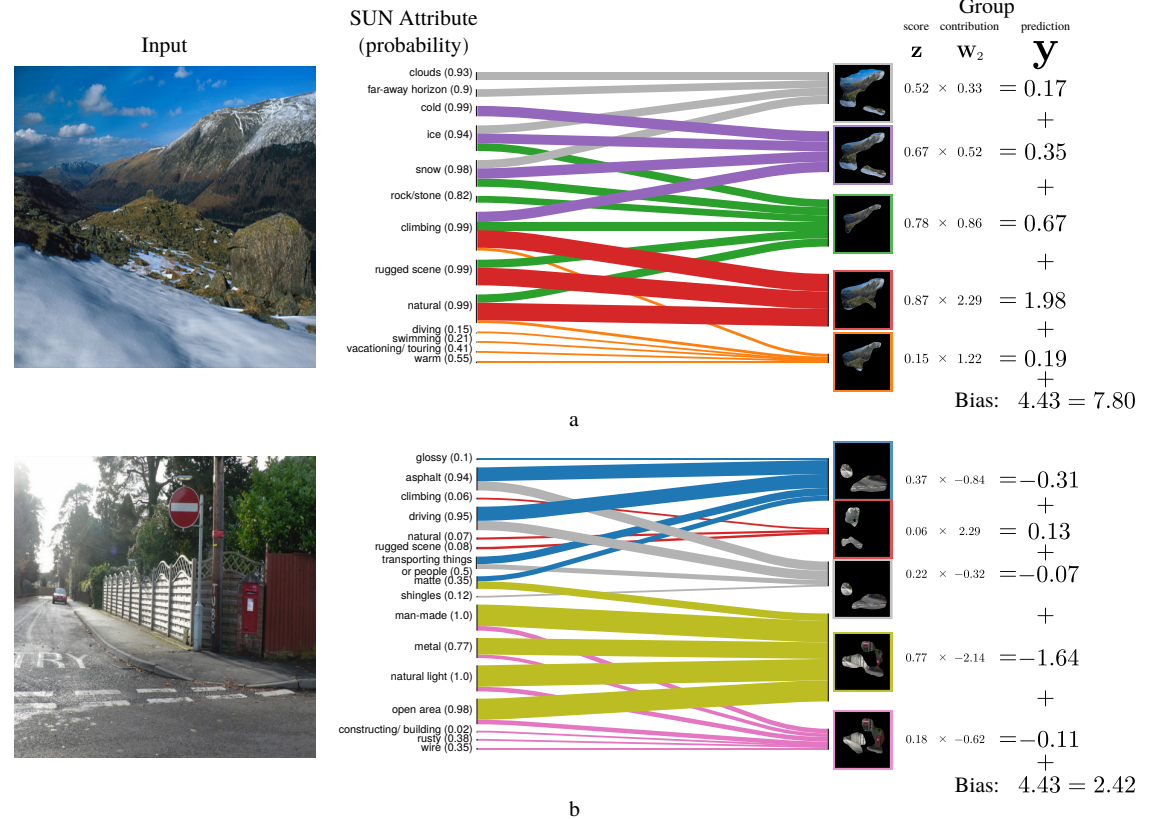 Group
SUN Attribute
(probability)
Input
score contribution prediction
z W₂ y
clouds (0.93)
far-away horizon (0.9)
cold (0.99)
ice (0.94)
snow (0.98)
rock/stone (0.82)
climbing (0.99)
rugged scene (0.99)
natural (0.99)
diving (0.15)
swimming (0.21)
vacationing/ touring (0.41)
warm (0.55)
0.52 × 0.33 = 0.17
+
0.67 × 0.52 = 0.35
+
0.78 × 0.86 = 0.67
+
0.87 × 2.29 = 1.98
+
0.15 × 1.22 = 0.19
+
Bias: 4.43 = 7.80
a
glossy (0.1)
asphalt (0.94)
climbing (0.06)
driving (0.95)
natural (0.07)
rugged scene (0.08)
transporting things
or people (0.5)
matte (0.35)
shingles (0.12)
man-made (1.0)
metal (0.77)
natural light (1.0)
open area (0.98)
constructing/ building (0.02)
rusty (0.38)
wire (0.35)
TRY
0.37 × −0.84 =−0.31
+
0.06 × 2.29 = 0.13
+
0.22 × −0.32 =−0.07
+
0.77 × −2.14 =−1.64
+
0.18 × −0.62 =−0.11
+
Bias: 4.43 = 2.42
b